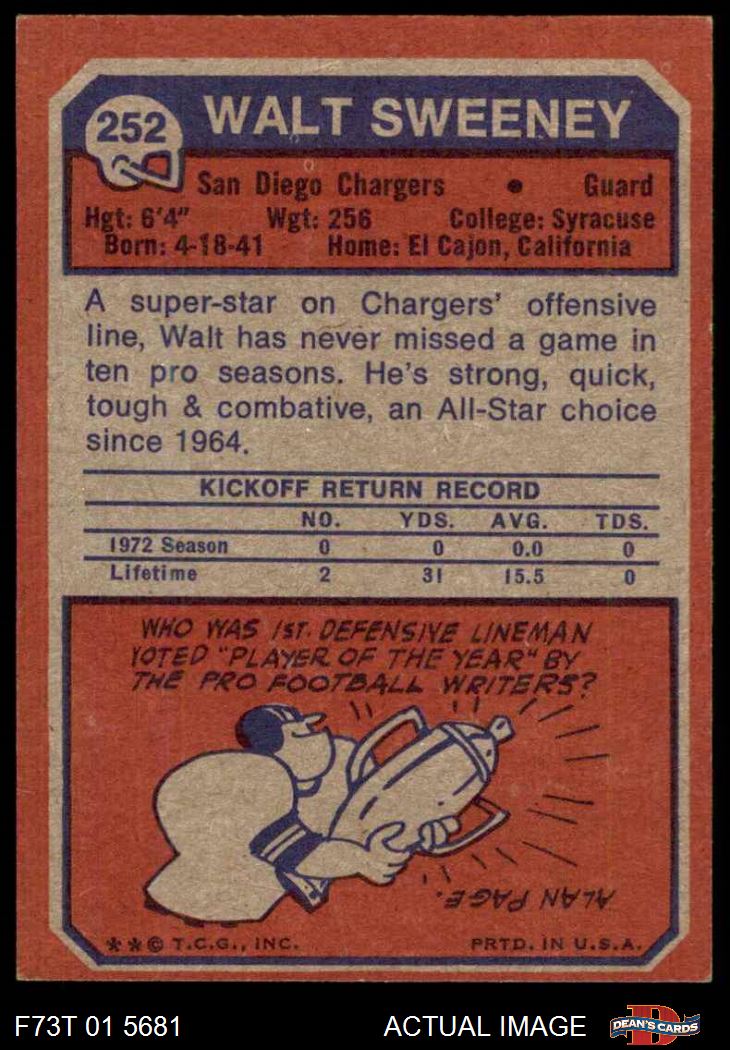 252
WALT SWEENEY
San Diego Chargers • Guard
Hgt: 6'4" Wgt: 256 College: Syracuse
Born: 4-18-41 Home: El Cajon, California
A super-star on Chargers' offensive
line, Walt has never missed a game in
ten pro seasons. He's strong, quick,
tough & combative, an All-Star choice
since 1964.
KICKOFF RETURN RECORD
NO. YDS. AVG. TDS.
1972 Season 0 0 0.0 0
Lifetime 2 31 15.5 0
WHO WAS 1ST. DEFENSIVE LINEMAN
VOTED "PLAYER OF THE YEAR" BY
THE PRO FOOTBALL WRITERS?
ALAN PAGE.
** © T.C.G., INC. PRTD. IN U.S.A.
F73T 01 5681 ACTUAL IMAGE D DEAN'S CARDS